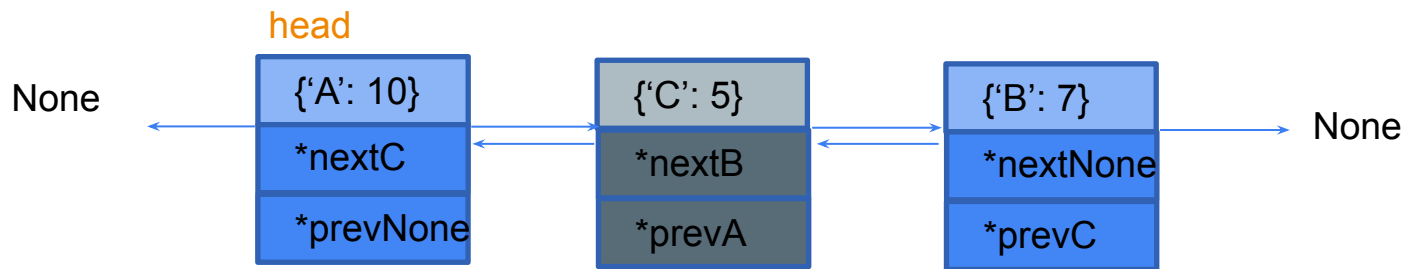 head
None
{‘A’: 10}
*nextC
*prevNone
{‘C’: 5}
*nextB
*prevA
{‘B’: 7}
*nextNone
*prevC
None